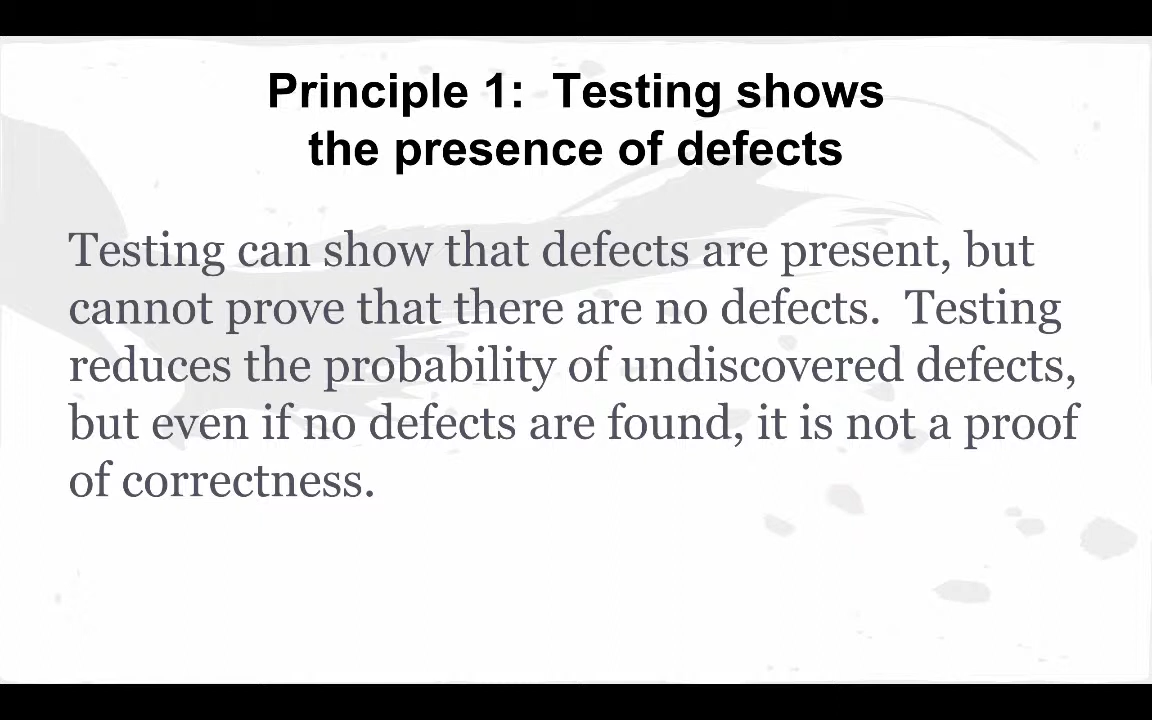 Principle 1:  Testing shows
the presence of defects
Testing can show that defects are present, but
cannot prove that there are no defects.  Testing
reduces the probability of undiscovered defects,
but even if no defects are found, it is not a proof
of correctness.